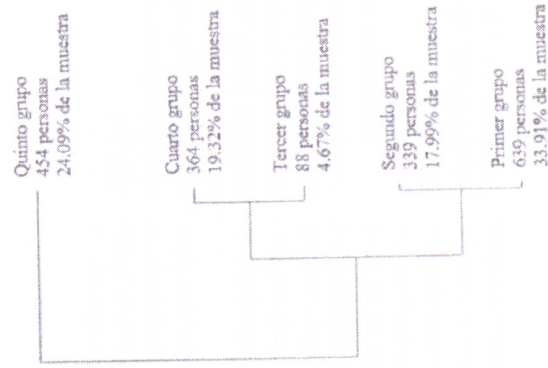 Quinto grupo
454 personas
24.09% de la muestra
Cuarto grupo
364 personas
19.32% de la muestra
Tercer grupo
88 personas
4.67% de la muestra
Segundo grupo
339 personas
17.99% de la muestra
Primer grupo
639 personas
33.91% de la muestra